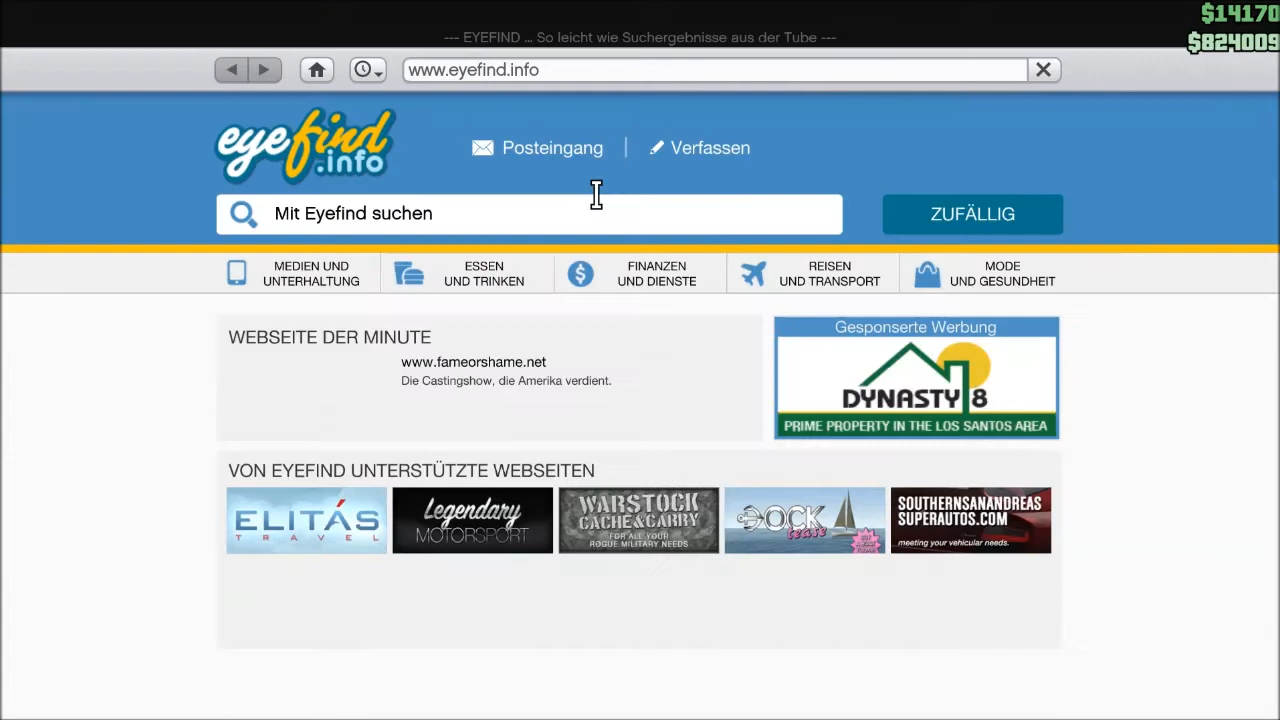 $14170
--- EYEFIND ... So leicht wie Suchergebnisse aus der Tube ---
$824009
www.eyefind.info
eyefind
.info
Posteingang | Verfassen
Mit Eyefind suchen
ZUFÄLLIG
MEDIEN UND
UNTERHALTUNG
ESSEN
UND TRINKEN
FINANZEN
UND DIENSTE
REISEN
UND TRANSPORT
MODE
UND GESUNDHEIT
WEBSEITE DER MINUTE
www.fameorshame.net
Die Castingshow, die Amerika verdient.
Gesponserte Werbung
DYNASTY 8
PRIME PROPERTY IN THE LOS SANTOS AREA
VON EYEFIND UNTERSTÜTZTE WEBSEITEN
ELITÁS
TRAVEL
Legendary
MOTORSPORT
WARSTOCK
CACHE&CARRY
FOR ALL YOUR
ROGUE MILITARY NEEDS
DOCK
tease
SOUTHERNSANANDREAS
SUPERAUTOS.COM
meeting your vehicular needs.